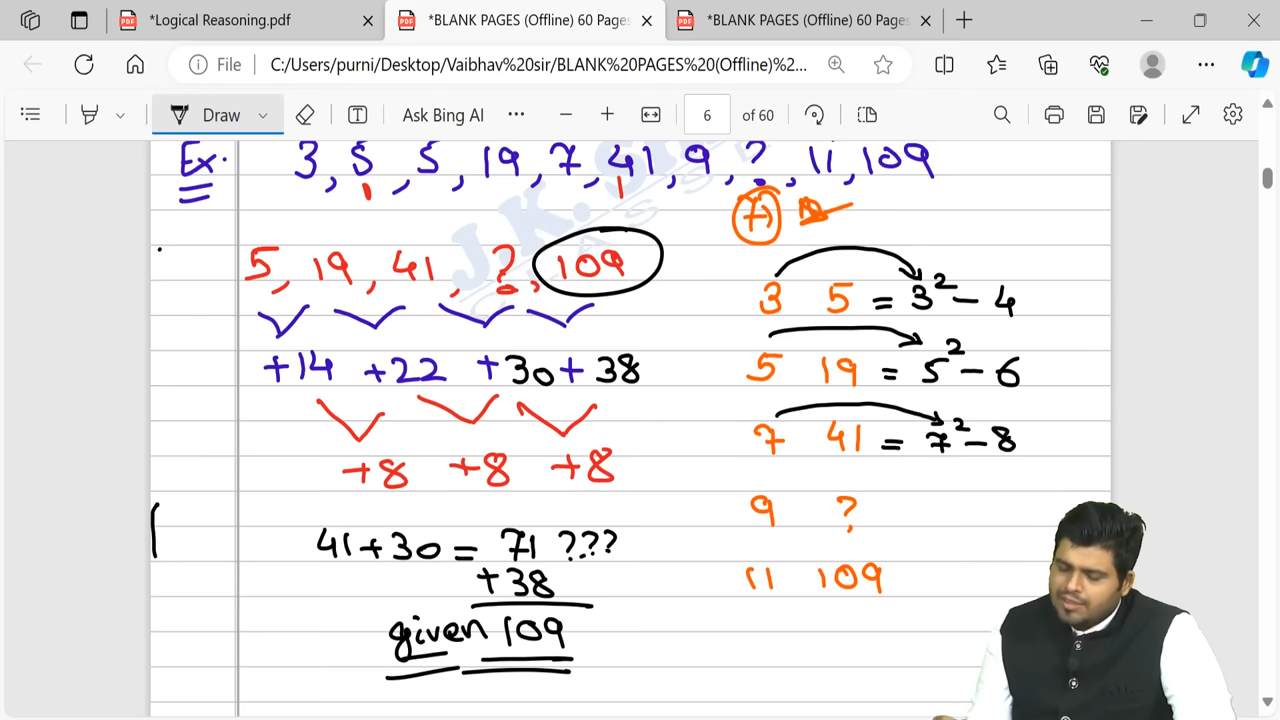 *Logical Reasoning.pdf
*BLANK PAGES (Offline) 60 Pages
*BLANK PAGES (Offline) 60 Pages
File
C:/Users/purni/Desktop/Vaibhav%20sir/BLANK%20PAGES%20(Offline)%2...
Draw
Ask Bing AI
6 of 60
Ex. 3, 5, 5, 19, 7, 41, 9, ?, 11, 109
71
5, 19, 41, ?, 109
+14 +22 +30 + 38
+8 +8 +8
41+30 = 71 ???
+38
given 109
3 5 = 3² - 4
5 19 = 5² - 6
7 41 = 7² - 8
9 ?
11 109